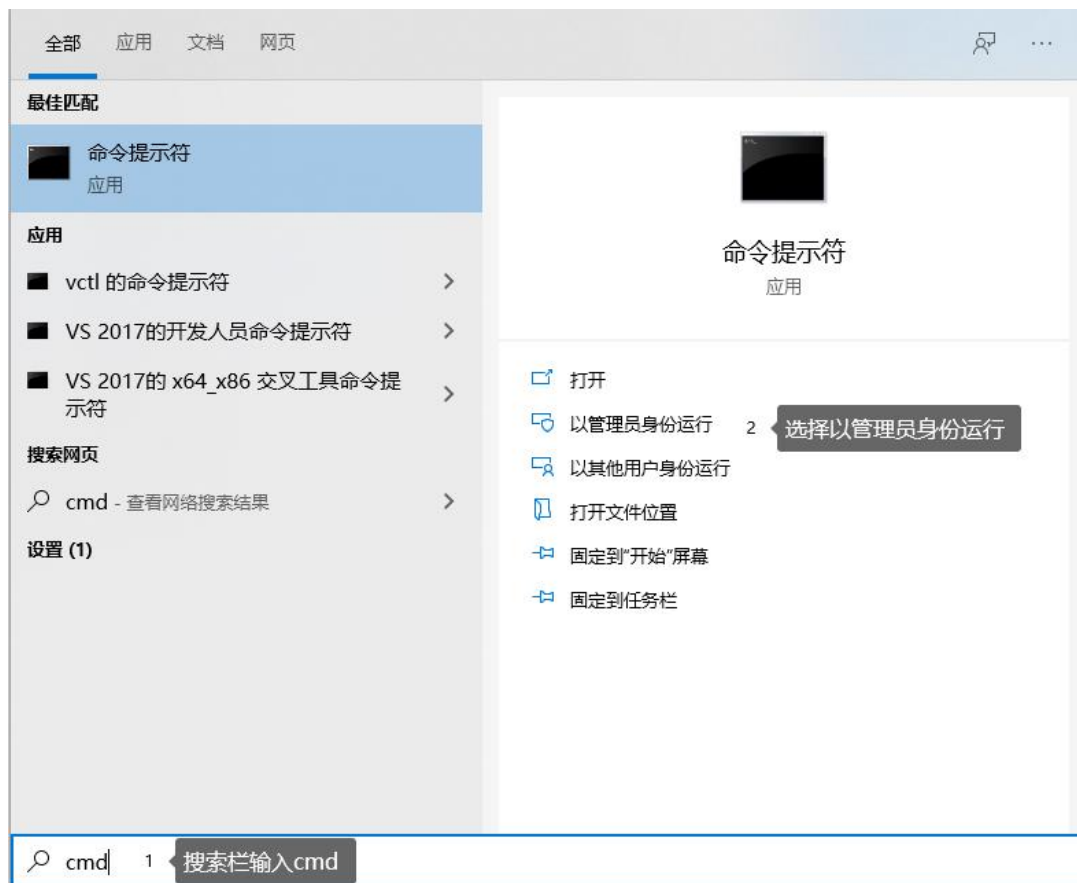 全部 应用 文档 网页
最佳匹配
命令提示符
应用
应用
vctl 的命令提示符
VS 2017的开发人员命令提示符
VS 2017的 x64_x86 交叉工具命令提
示符
搜索网页
cmd - 查看网络搜索结果
设置 (1)
命令提示符
应用
打开
以管理员身份运行 2 选择以管理员身份运行
以其他用户身份运行
打开文件位置
固定到"开始"屏幕
固定到任务栏
cmd 1 搜索栏输入cmd